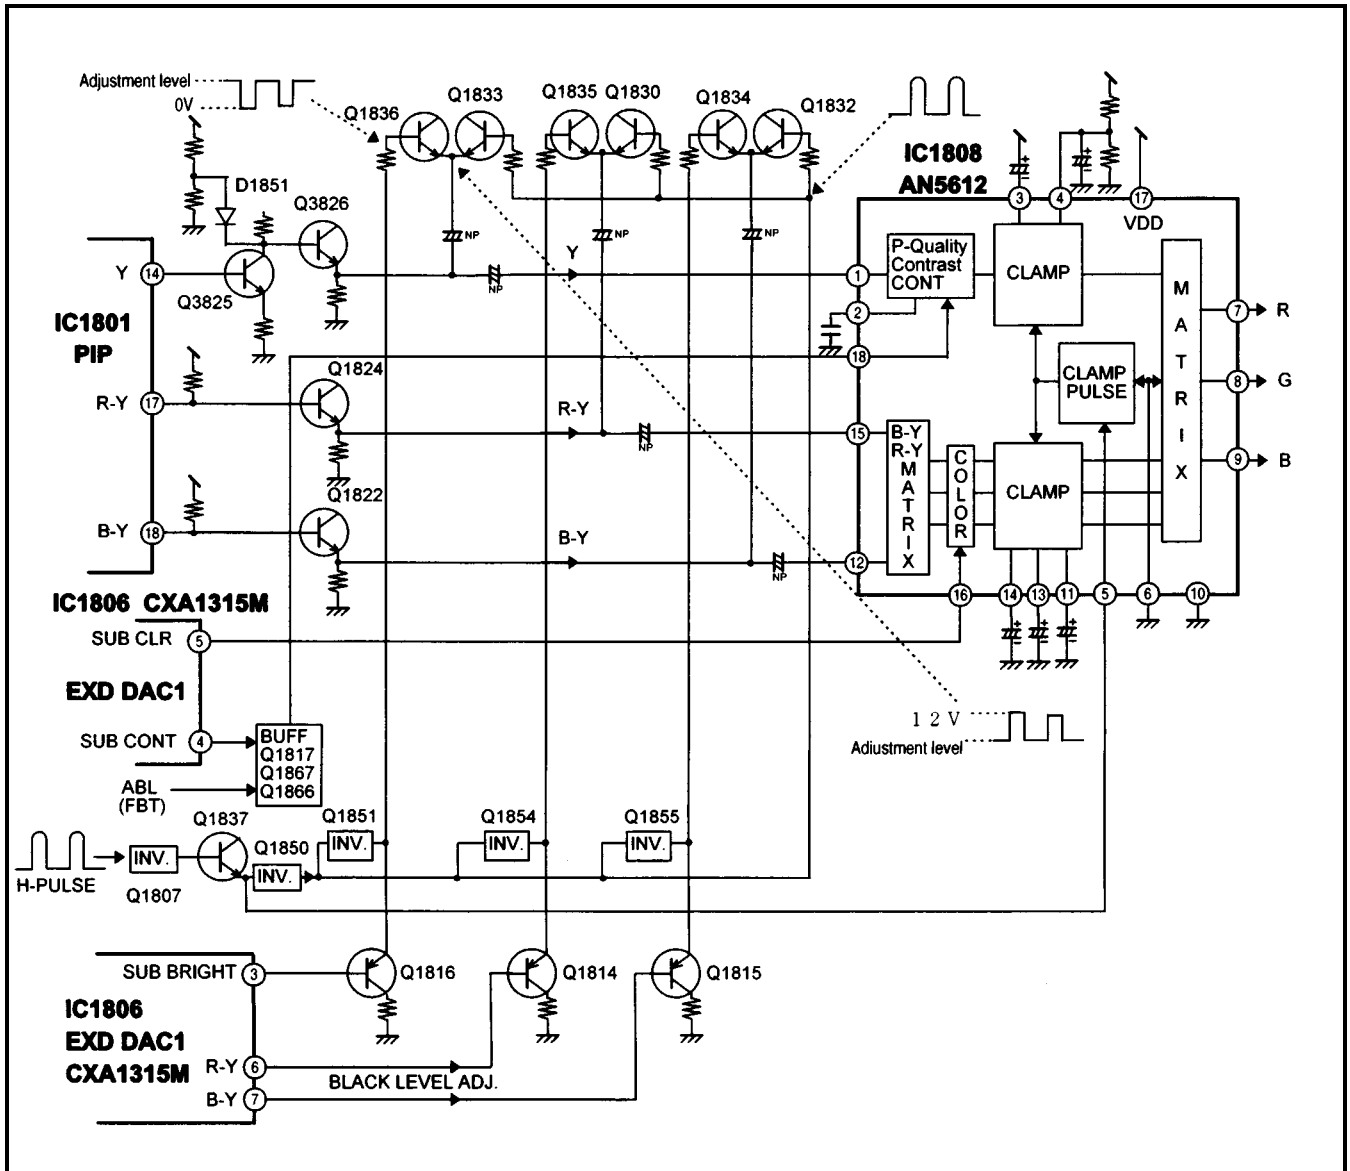 Adjustment level
0V
Q1836
Q1833
Q1835
Q1830
Q1834
Q1832
IC1808
AN5612
D1851
Q3826
Q3825
Y
14
IC1801
PIP
R-Y
17
B-Y
18
Q1824
Q1822
NP
NP
NP
NP
NP
NP
Y
R-Y
B-Y
3
4
17
VDD
1
2
18
15
12
P-Quality
Contrast
CONT
CLAMP
CLAMP
PULSE
CLAMP
B-Y
R-Y
MATRIX
COLOR
MATRIX
7
R
8
G
9
B
16
14
13
11
5
6
10
IC1806 CXA1315M
SUB CLR
5
EXD DAC1
SUB CONT
4
ABL
(FBT)
BUFF
Q1817
Q1867
Q1866
12V
Adiustment level
H-PULSE
INV.
Q1807
Q1837
Q1850
INV.
Q1851
INV.
Q1854
INV.
Q1855
INV.
SUB BRIGHT
3
Q1816
Q1814
Q1815
IC1806
EXD DAC1
CXA1315M
R-Y
6
B-Y
7
BLACK LEVEL ADJ.